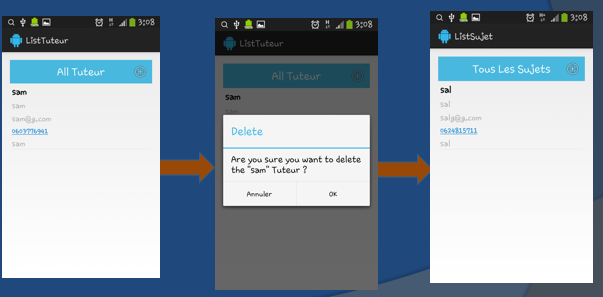 3:08
ListTuteur
All Tuteur
sam
sam
sam@g.com
0603776941
sam
3:08
ListTuteur
All Tuteur
sam
Delete
Are you sure you want to delete
the "sam" Tuteur ?
Annuler
OK
3:08
ListSujet
Tous Les Sujets
sal
sal
salg@g.com
0624815711
sal